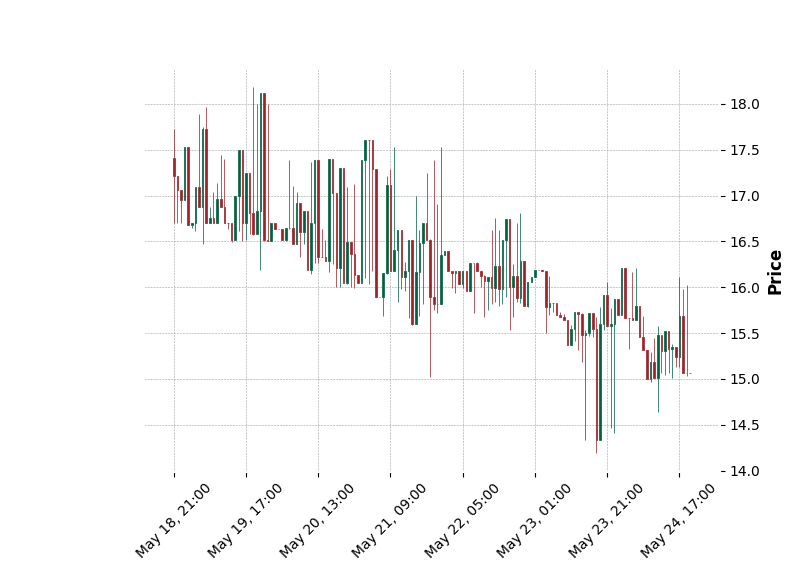 18.0
17.5
17.0
16.5
16.0
15.5
15.0
14.5
14.0
Price
May 18, 21:00
May 19, 17:00
May 20, 13:00
May 21, 09:00
May 22, 05:00
May 23, 01:00
May 23, 21:00
May 24, 17:00